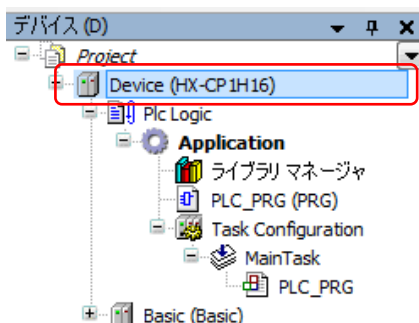 デバイス (D)
Project
Device (HX-CP1H16)
Plc Logic
Application
ライブラリ マネージャ
PLC_PRG (PRG)
Task Configuration
MainTask
PLC_PRG
Basic (Basic)